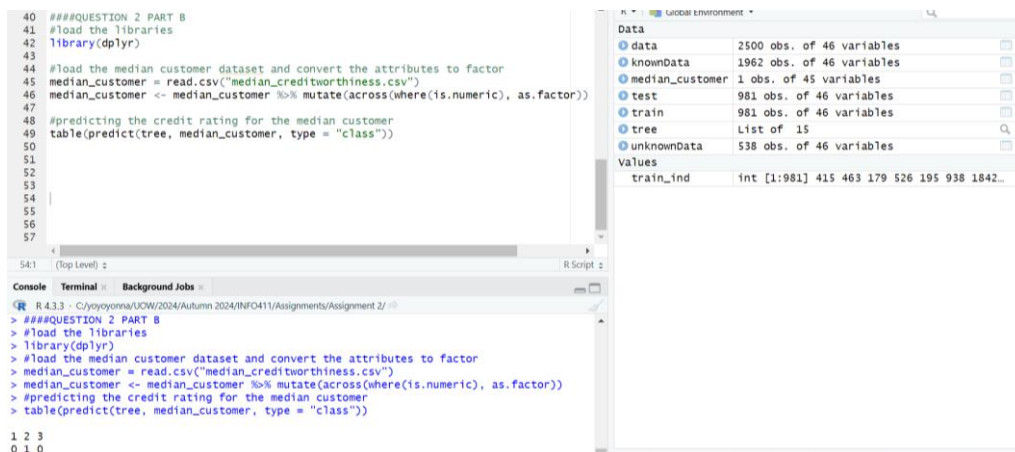 40 ####QUESTION 2 PART B
41 #load the libraries
42 library(dplyr)
43
44 #load the median customer dataset and convert the attributes to factor
45 median_customer = read.csv("median_creditworthiness.csv")
46 median_customer <- median_customer %>% mutate(across(where(is.numeric), as.factor))
47
48 #predicting the credit rating for the median customer
49 table(predict(tree, median_customer, type = "class"))
50
51
52
53
54
55
56
57
54:1 (Top Level) R Script
R Global Environment
Data
data 2500 obs. of 46 variables
knownData 1962 obs. of 46 variables
median_customer 1 obs. of 45 variables
test 981 obs. of 46 variables
train 981 obs. of 46 variables
tree List of 15
unknownData 538 obs. of 46 variables
Values
train_ind int [1:981] 415 463 179 526 195 938 1842…
Console Terminal × Background Jobs ×
R 4.3.3 · C:/yoyoyonna/UOW/2024/Autumn 2024/INFO411/Assignments/Assignment 2/
> ####QUESTION 2 PART B
> #load the libraries
> library(dplyr)
> #load the median customer dataset and convert the attributes to factor
> median_customer = read.csv("median_creditworthiness.csv")
> median_customer <- median_customer %>% mutate(across(where(is.numeric), as.factor))
> #predicting the credit rating for the median customer
> table(predict(tree, median_customer, type = "class"))
1 2 3
0 1 0